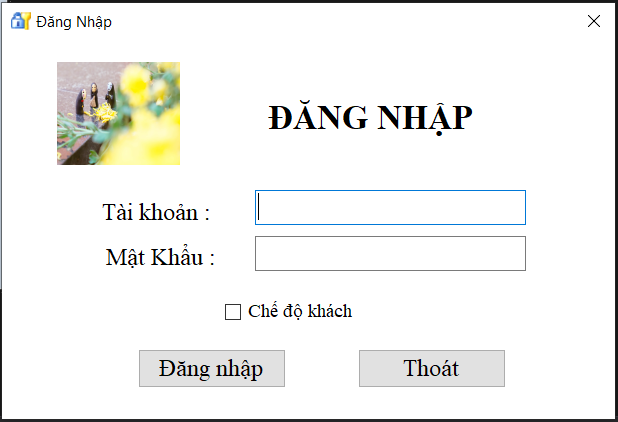 Đăng Nhập
ĐĂNG NHẬP
Tài khoản :
Mật Khẩu :
Chế độ khách
Đăng nhập
Thoát